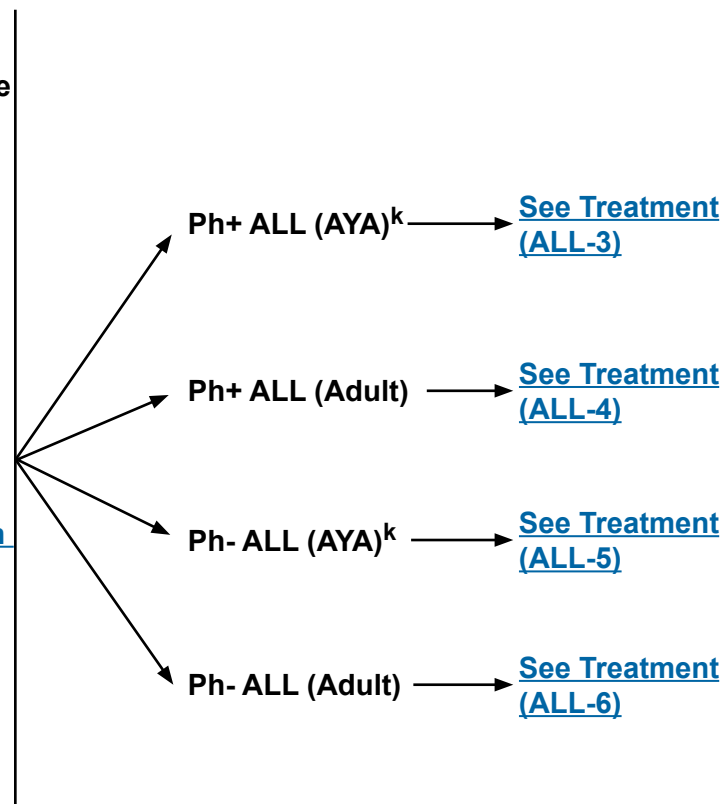 e
Ph+ ALL (AYA)k
See Treatment
(ALL-3)
Ph+ ALL (Adult)
See Treatment
(ALL-4)
Ph- ALL (AYA)k
See Treatment
(ALL-5)
Ph- ALL (Adult)
See Treatment
(ALL-6)